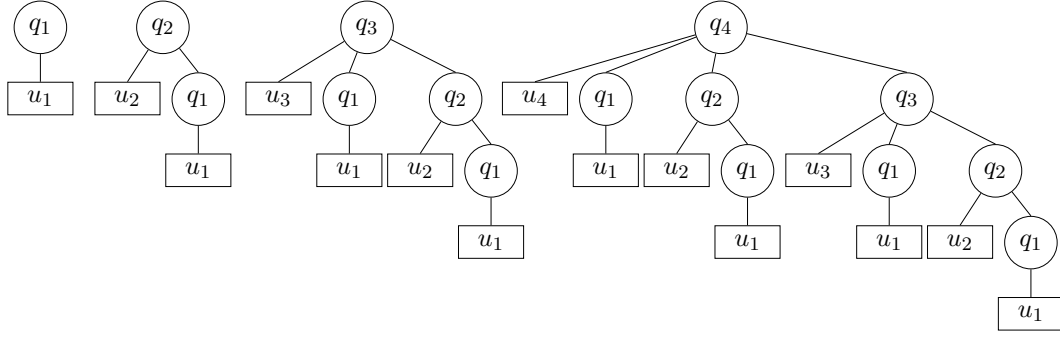 q₁ q₂ q₃ q₄
u₁ u₂ q₁ u₃ q₁ q₂ u₄ q₁ q₂ q₃
u₁ u₁ u₂ q₁ u₁ u₂ q₁ u₃ q₁ q₂
u₁ u₁ u₁ u₂ q₁
u₁